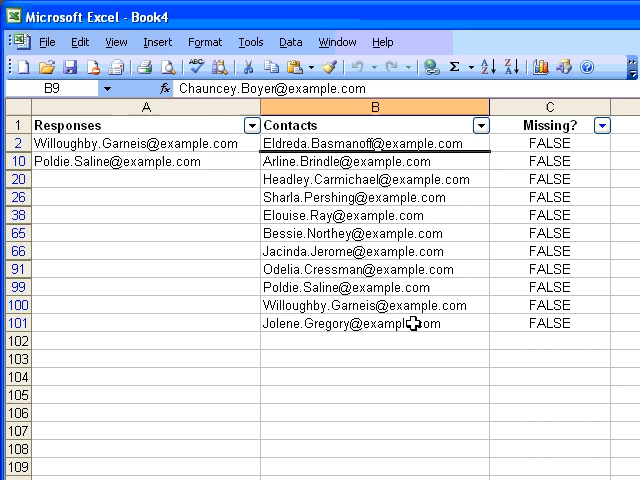 Microsoft Excel - Book4
File Edit View Insert Format Tools Data Window Help
B9 fx Chauncey.Boyer@example.com
A B C
1 Responses Contacts Missing?
2 Willoughby.Garneis@example.com Eldreda.Basmanoff@example.com FALSE
10 Poldie.Saline@example.com Arline.Brindle@example.com FALSE
20 Headley.Carmichael@example.com FALSE
26 Sharla.Pershing@example.com FALSE
38 Elouise.Ray@example.com FALSE
65 Bessie.Northey@example.com FALSE
66 Jacinda.Jerome@example.com FALSE
91 Odelia.Cressman@example.com FALSE
99 Poldie.Saline@example.com FALSE
100 Willoughby.Garneis@example.com FALSE
101 Jolene.Gregory@example.com FALSE
102
103
104
105
106
107
108
109